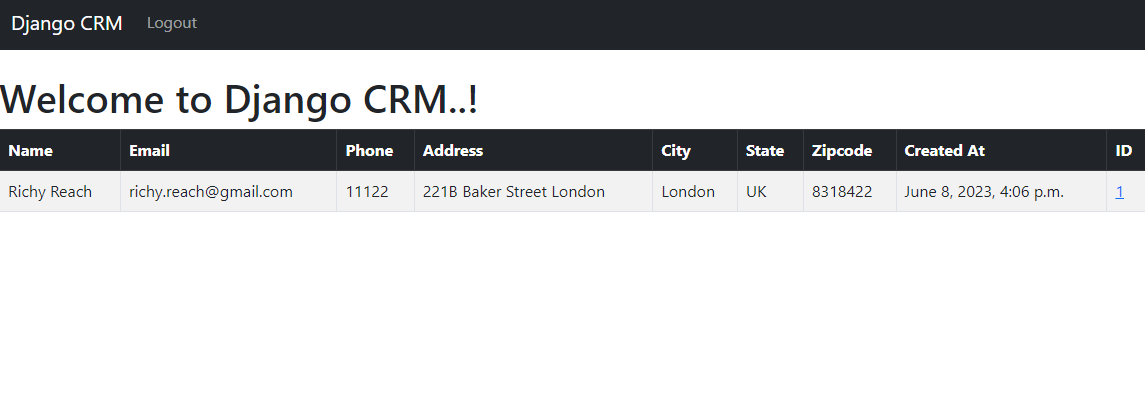 Django CRM Logout
Welcome to Django CRM..!
Name Email Phone Address City State Zipcode Created At ID
Richy Reach richy.reach@gmail.com 11122 221B Baker Street London London UK 8318422 June 8, 2023, 4:06 p.m. 1